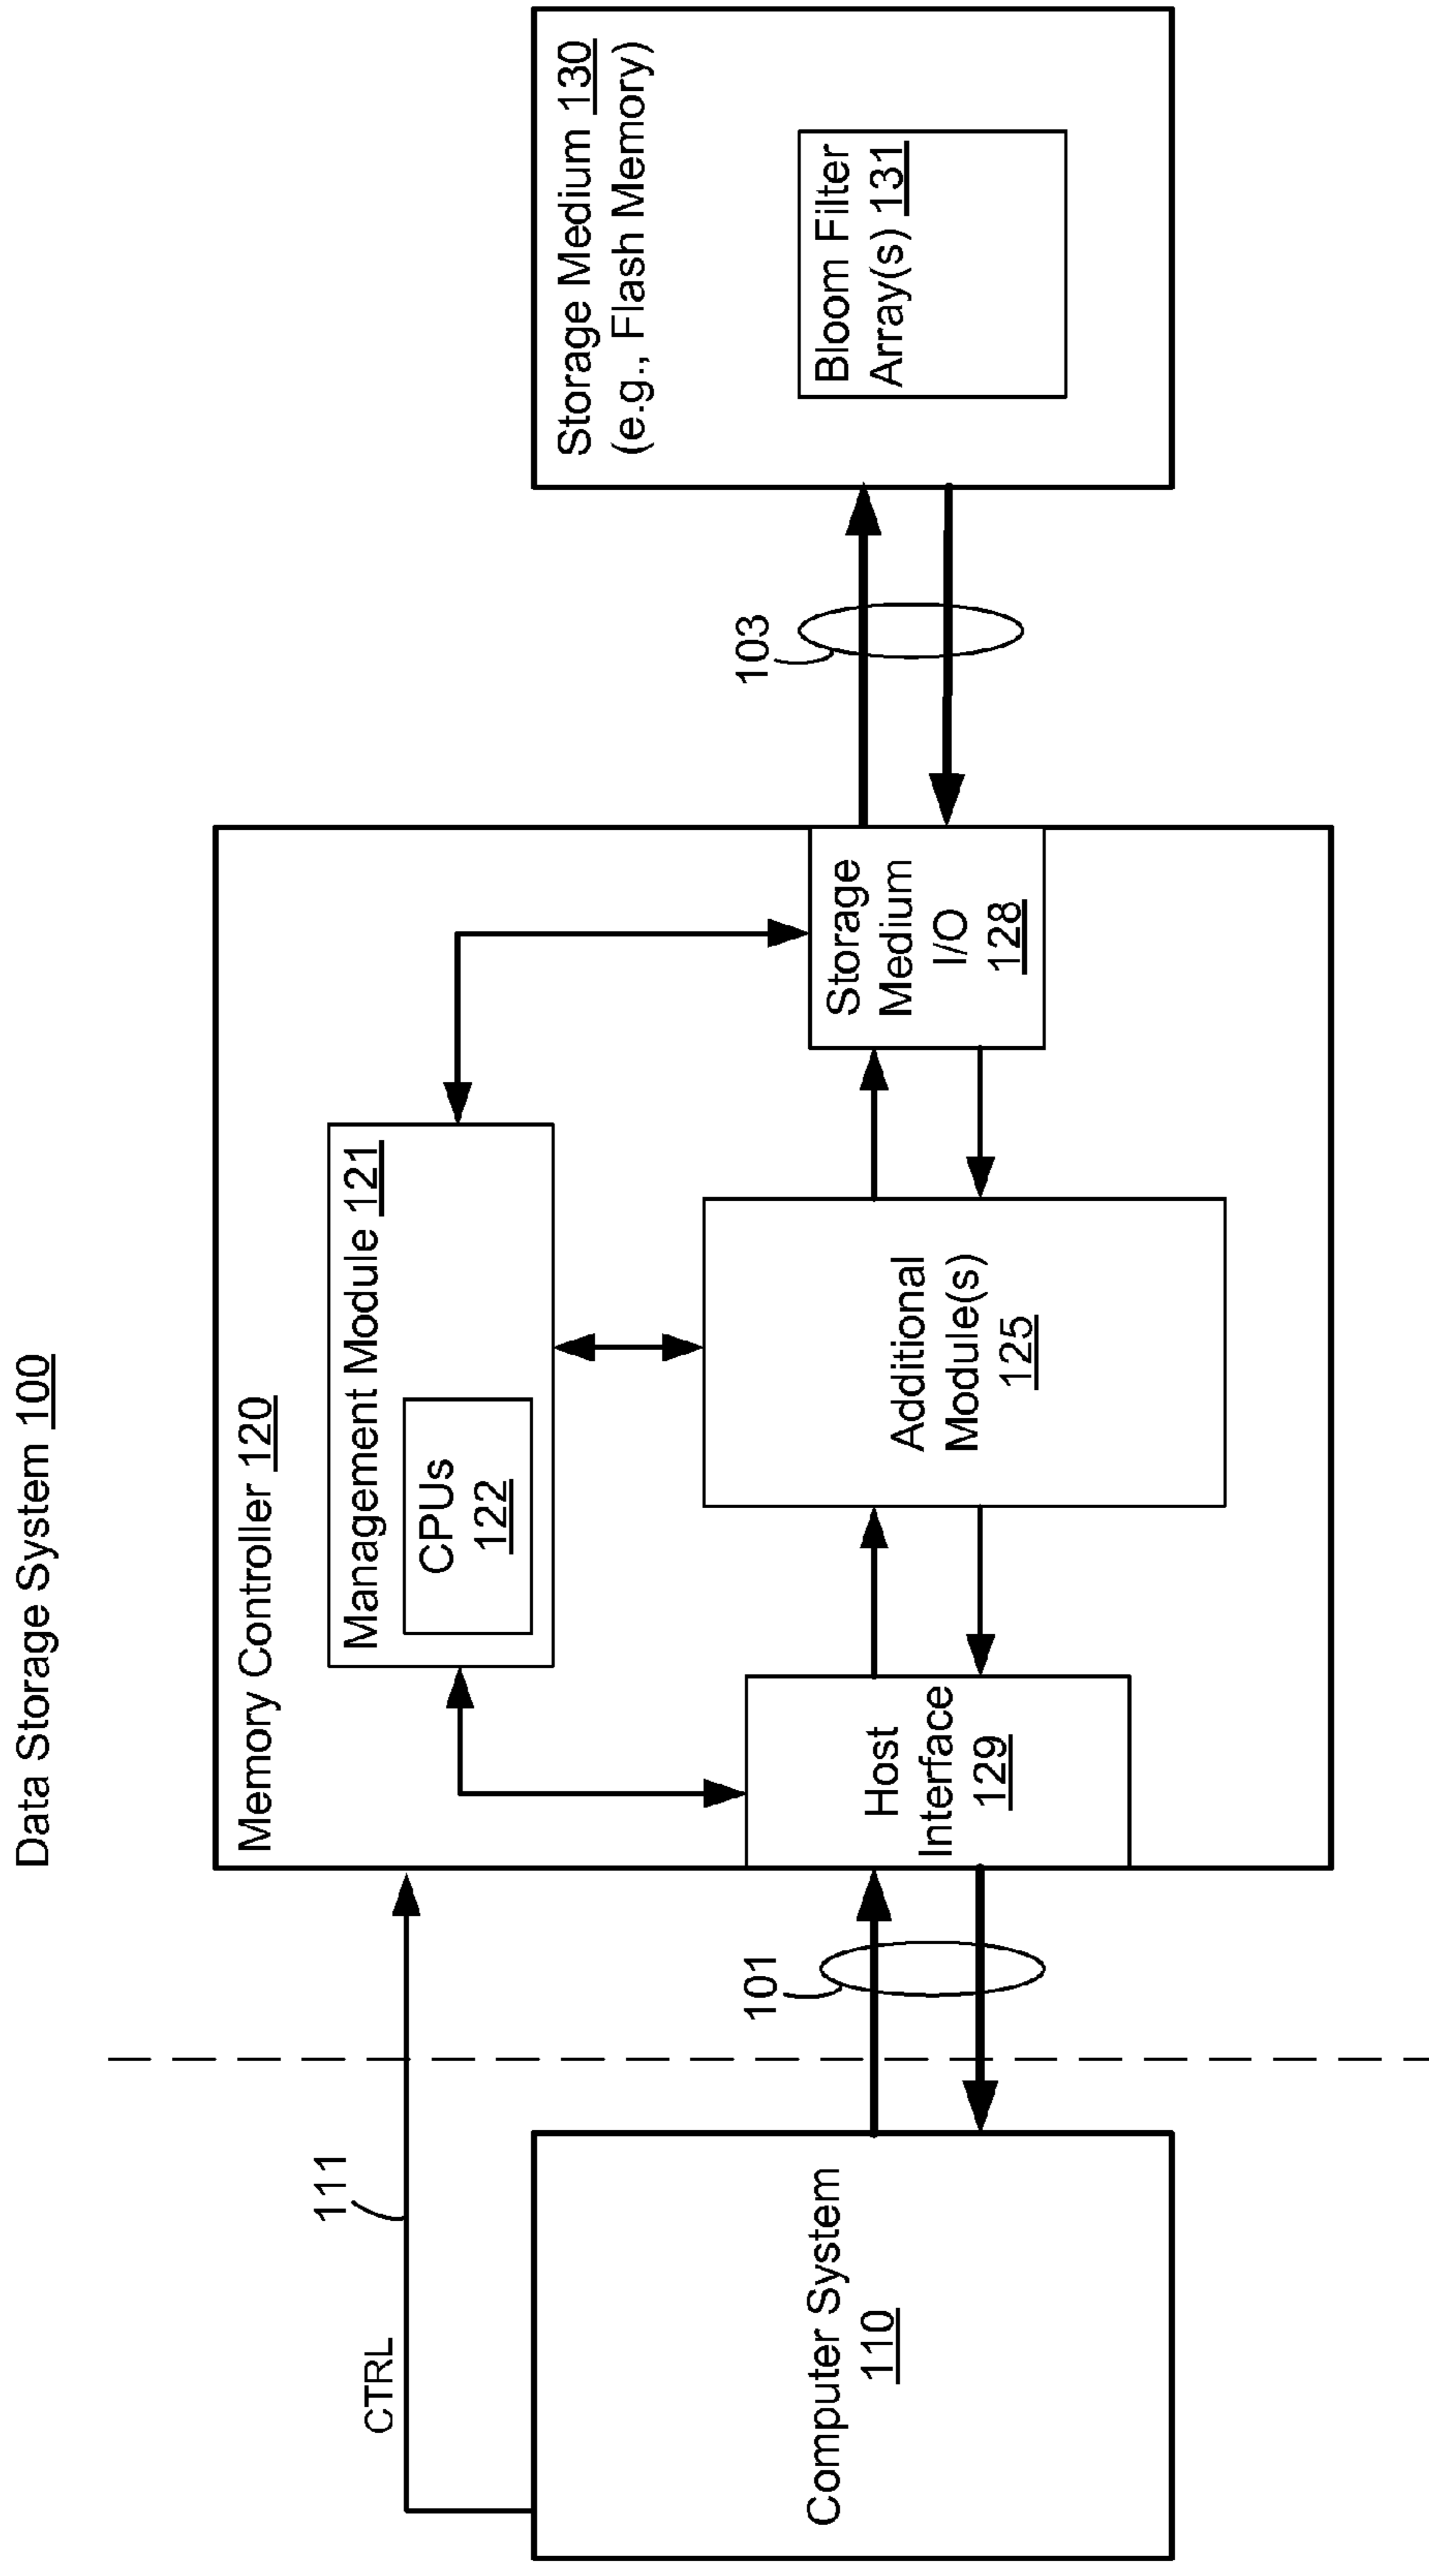 Data Storage System 100
CTRL
111
Computer System
110
101
Memory Controller 120
Management Module 121
CPUs
122
Host
Interface
129
Additional
Module(s)
125
Storage
Medium
I/O
128
103
Storage Medium 130
(e.g., Flash Memory)
Bloom Filter
Array(s) 131